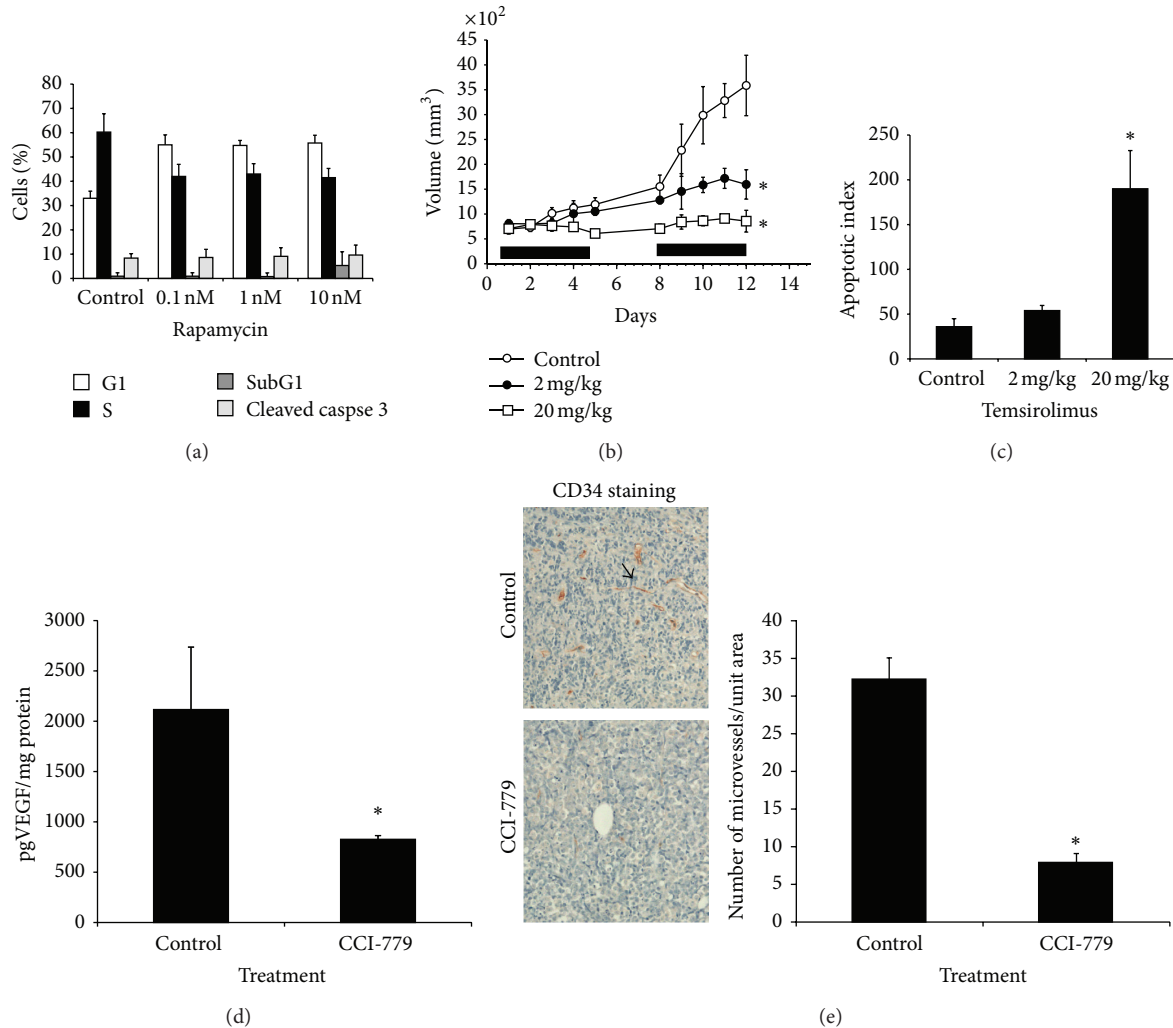 80
70
60
50
40
30
20
10
0
Cells (%)
Control 0.1 nM 1 nM 10 nM
Rapamycin
G1
S
SubG1
Cleaved caspse 3
(a)
×10²
45
40
35
30
25
20
15
10
5
0
Volume (mm³)
*
*
0 2 4 6 8 10 12 14
Days
Control
2 mg/kg
20 mg/kg
(b)
250
200
150
100
50
0
Apoptotic index
*
Control 2 mg/kg 20 mg/kg
Temsirolimus
(c)
3000
2500
2000
1500
1000
500
0
pgVEGF/mg protein
*
Control CCI-779
Treatment
(d)
CD34 staining
Control
CCI-779
40
35
30
25
20
15
10
5
0
Number of microvessels/unit area
*
Control CCI-779
Treatment
(e)